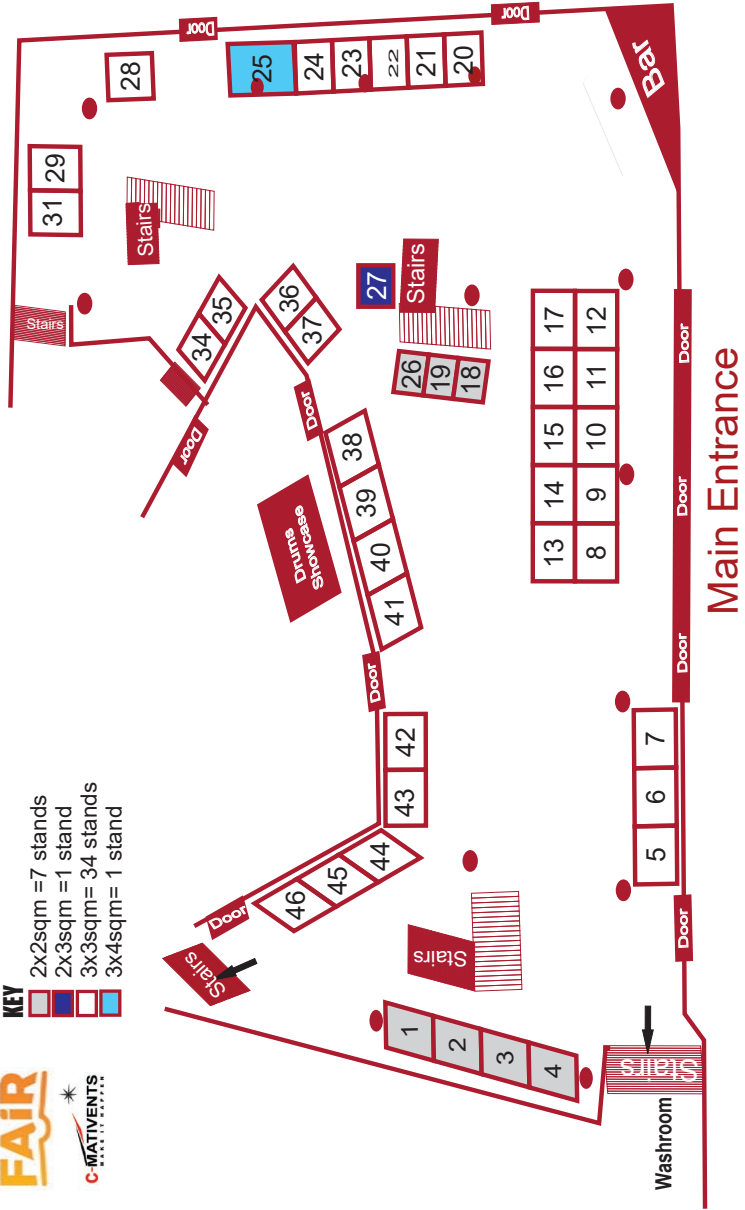 FAiR
C-MATIVENTS
MAKE IT HAPPEN
KEY
2x2sqm =7 stands
2x3sqm =1 stand
3x3sqm= 34 stands
3x4sqm= 1 stand
Door
Door
Bar
28
25
24
23
22
21
20
29
31
Stairs
Stairs
35
34
36
37
27
Stairs
26
19
18
Door
Door
38
39
40
41
Drums
Showcase
17
16
15
14
13
12
11
10
9
8
Door
42
43
44
45
46
Door
Stairs
Stairs
1
2
3
4
7
6
5
Door
Door
Door
Door
Main Entrance
Stairs
Washroom